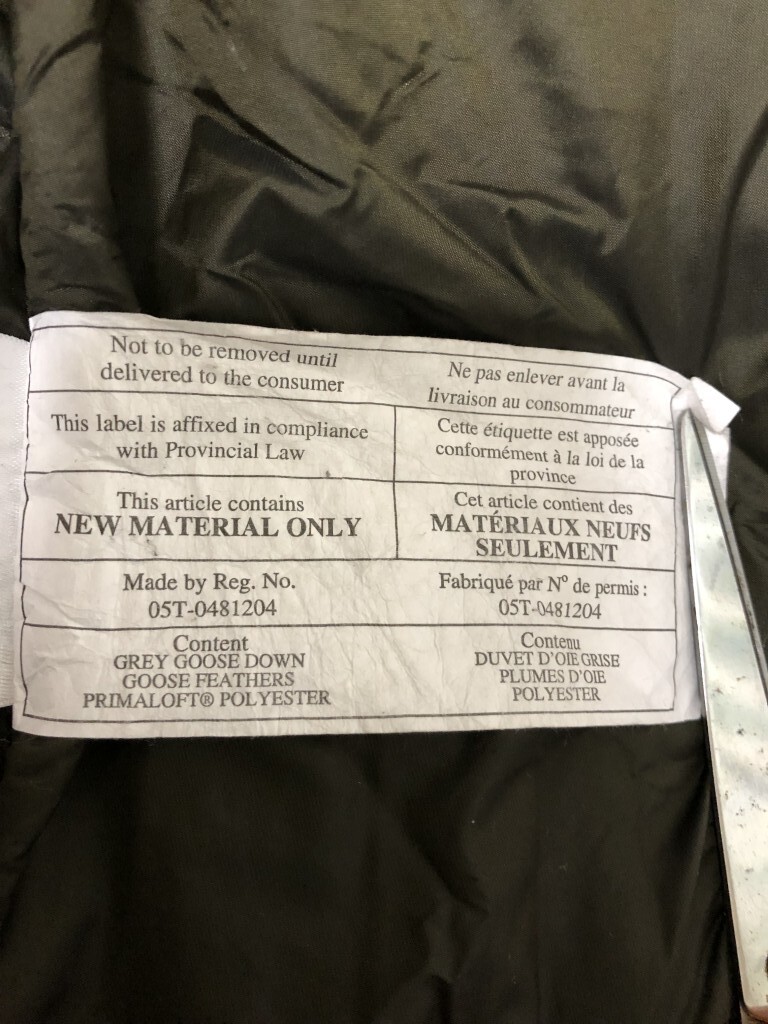 Not to be removed until
delivered to the consumer
Ne pas enlever avant la
livraison au consommateur
This label is affixed in compliance
with Provincial Law
Cette étiquette est apposée
conformément à la loi de la
province
This article contains
NEW MATERIAL ONLY
Cet article contient des
MATÉRIAUX NEUFS
SEULEMENT
Made by Reg. No.
05T-0481204
Fabriqué par Nº de permis :
05T-0481204
Content
GREY GOOSE DOWN
GOOSE FEATHERS
PRIMALOFT® POLYESTER
Contenu
DUVET D'OIE GRISE
PLUMES D'OIE
POLYESTER